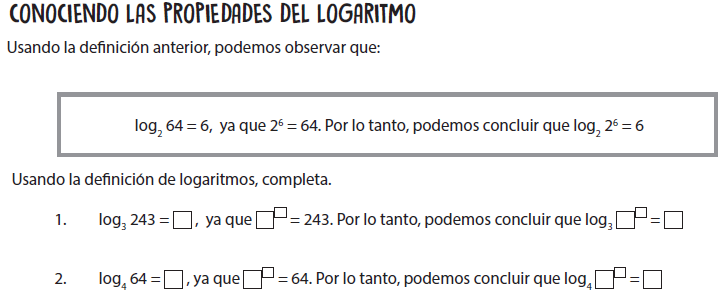 CONOCIENDO LAS PROPIEDADES DEL LOGARITMO
Usando la definición anterior, podemos observar que:
log₂ 64 = 6, ya que 2⁶ = 64. Por lo tanto, podemos concluir que log₂ 2⁶ = 6
Usando la definición de logaritmos, completa.
1. log₃ 243 = □, ya que □^□ = 243. Por lo tanto, podemos concluir que log₃ □^□ = □
2. log₄ 64 = □, ya que □^□ = 64. Por lo tanto, podemos concluir que log₄ □^□ = □